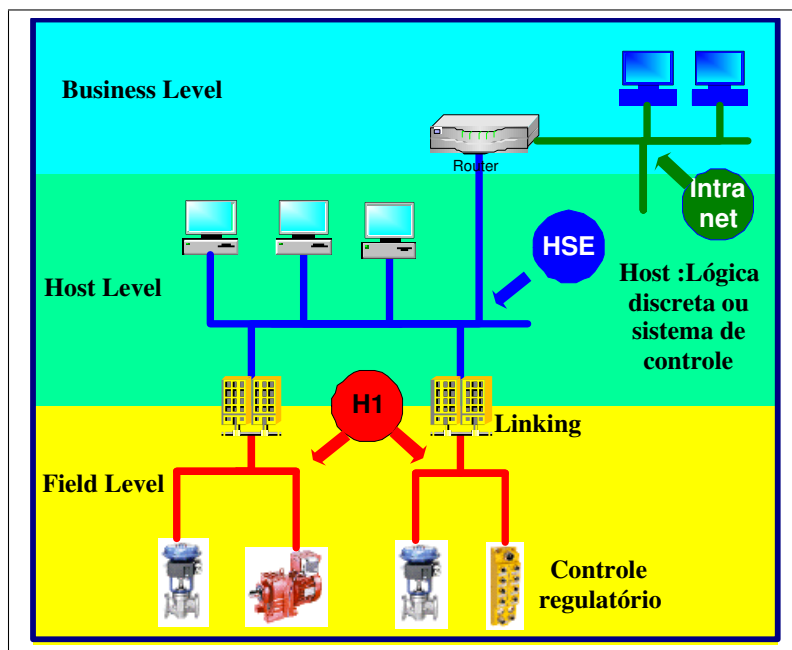 Business Level
Router
Intra
net
HSE
Host Level
Host :Lógica
discreta ou
sistema de
controle
H1
Linking
Field Level
Controle
regulatório